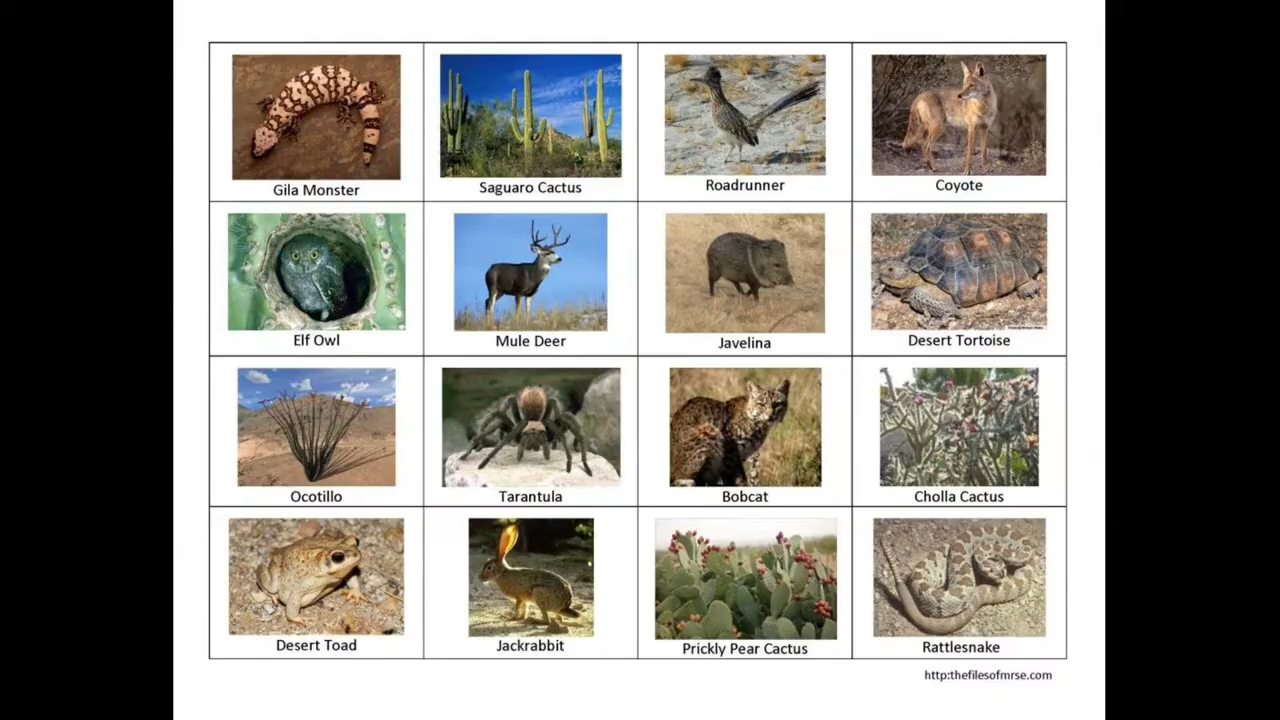 Gila Monster
Saguaro Cactus
Roadrunner
Coyote
Elf Owl
Mule Deer
Javelina
Desert Tortoise
Ocotillo
Tarantula
Bobcat
Cholla Cactus
Desert Toad
Jackrabbit
Prickly Pear Cactus
Rattlesnake
http:thefilesofmrse.com